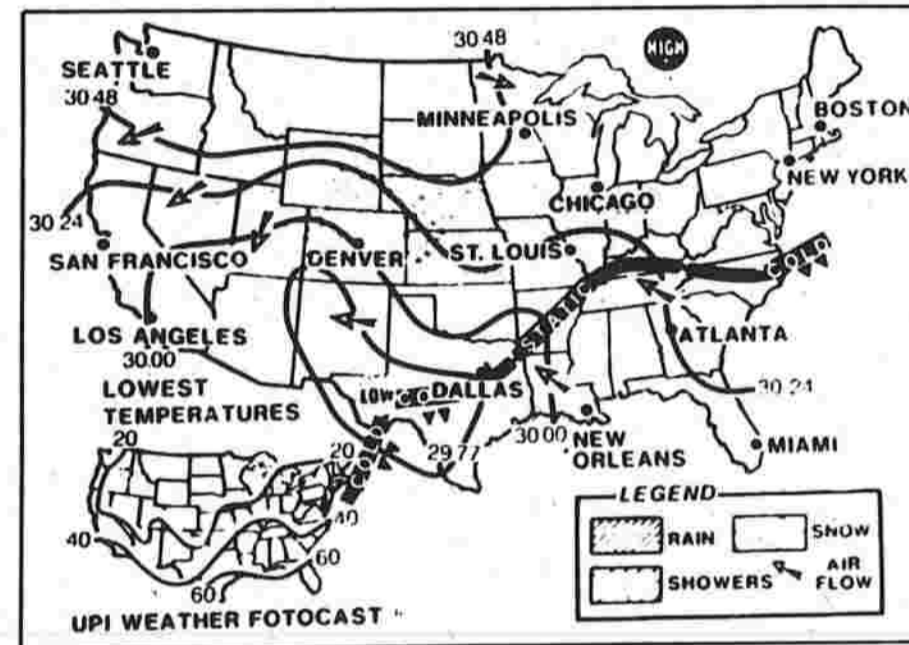 30 48
HIGH
SEATTLE
30 48
MINNEAPOLIS
BOSTON
NEW YORK
CHICAGO
30 24
SAN FRANCISCO
DENVER
ST. LOUIS
COLD
STATIC
LOS ANGELES
ATLANTA
30.00
LOWEST
TEMPERATURES
LOW
DALLAS
30 24
29 77
30 00
NEW
ORLEANS
MIAMI
20
20
40
40
60
60
LEGEND
RAIN
SNOW
SHOWERS
AIR
FLOW
UPI WEATHER FOTOCAST